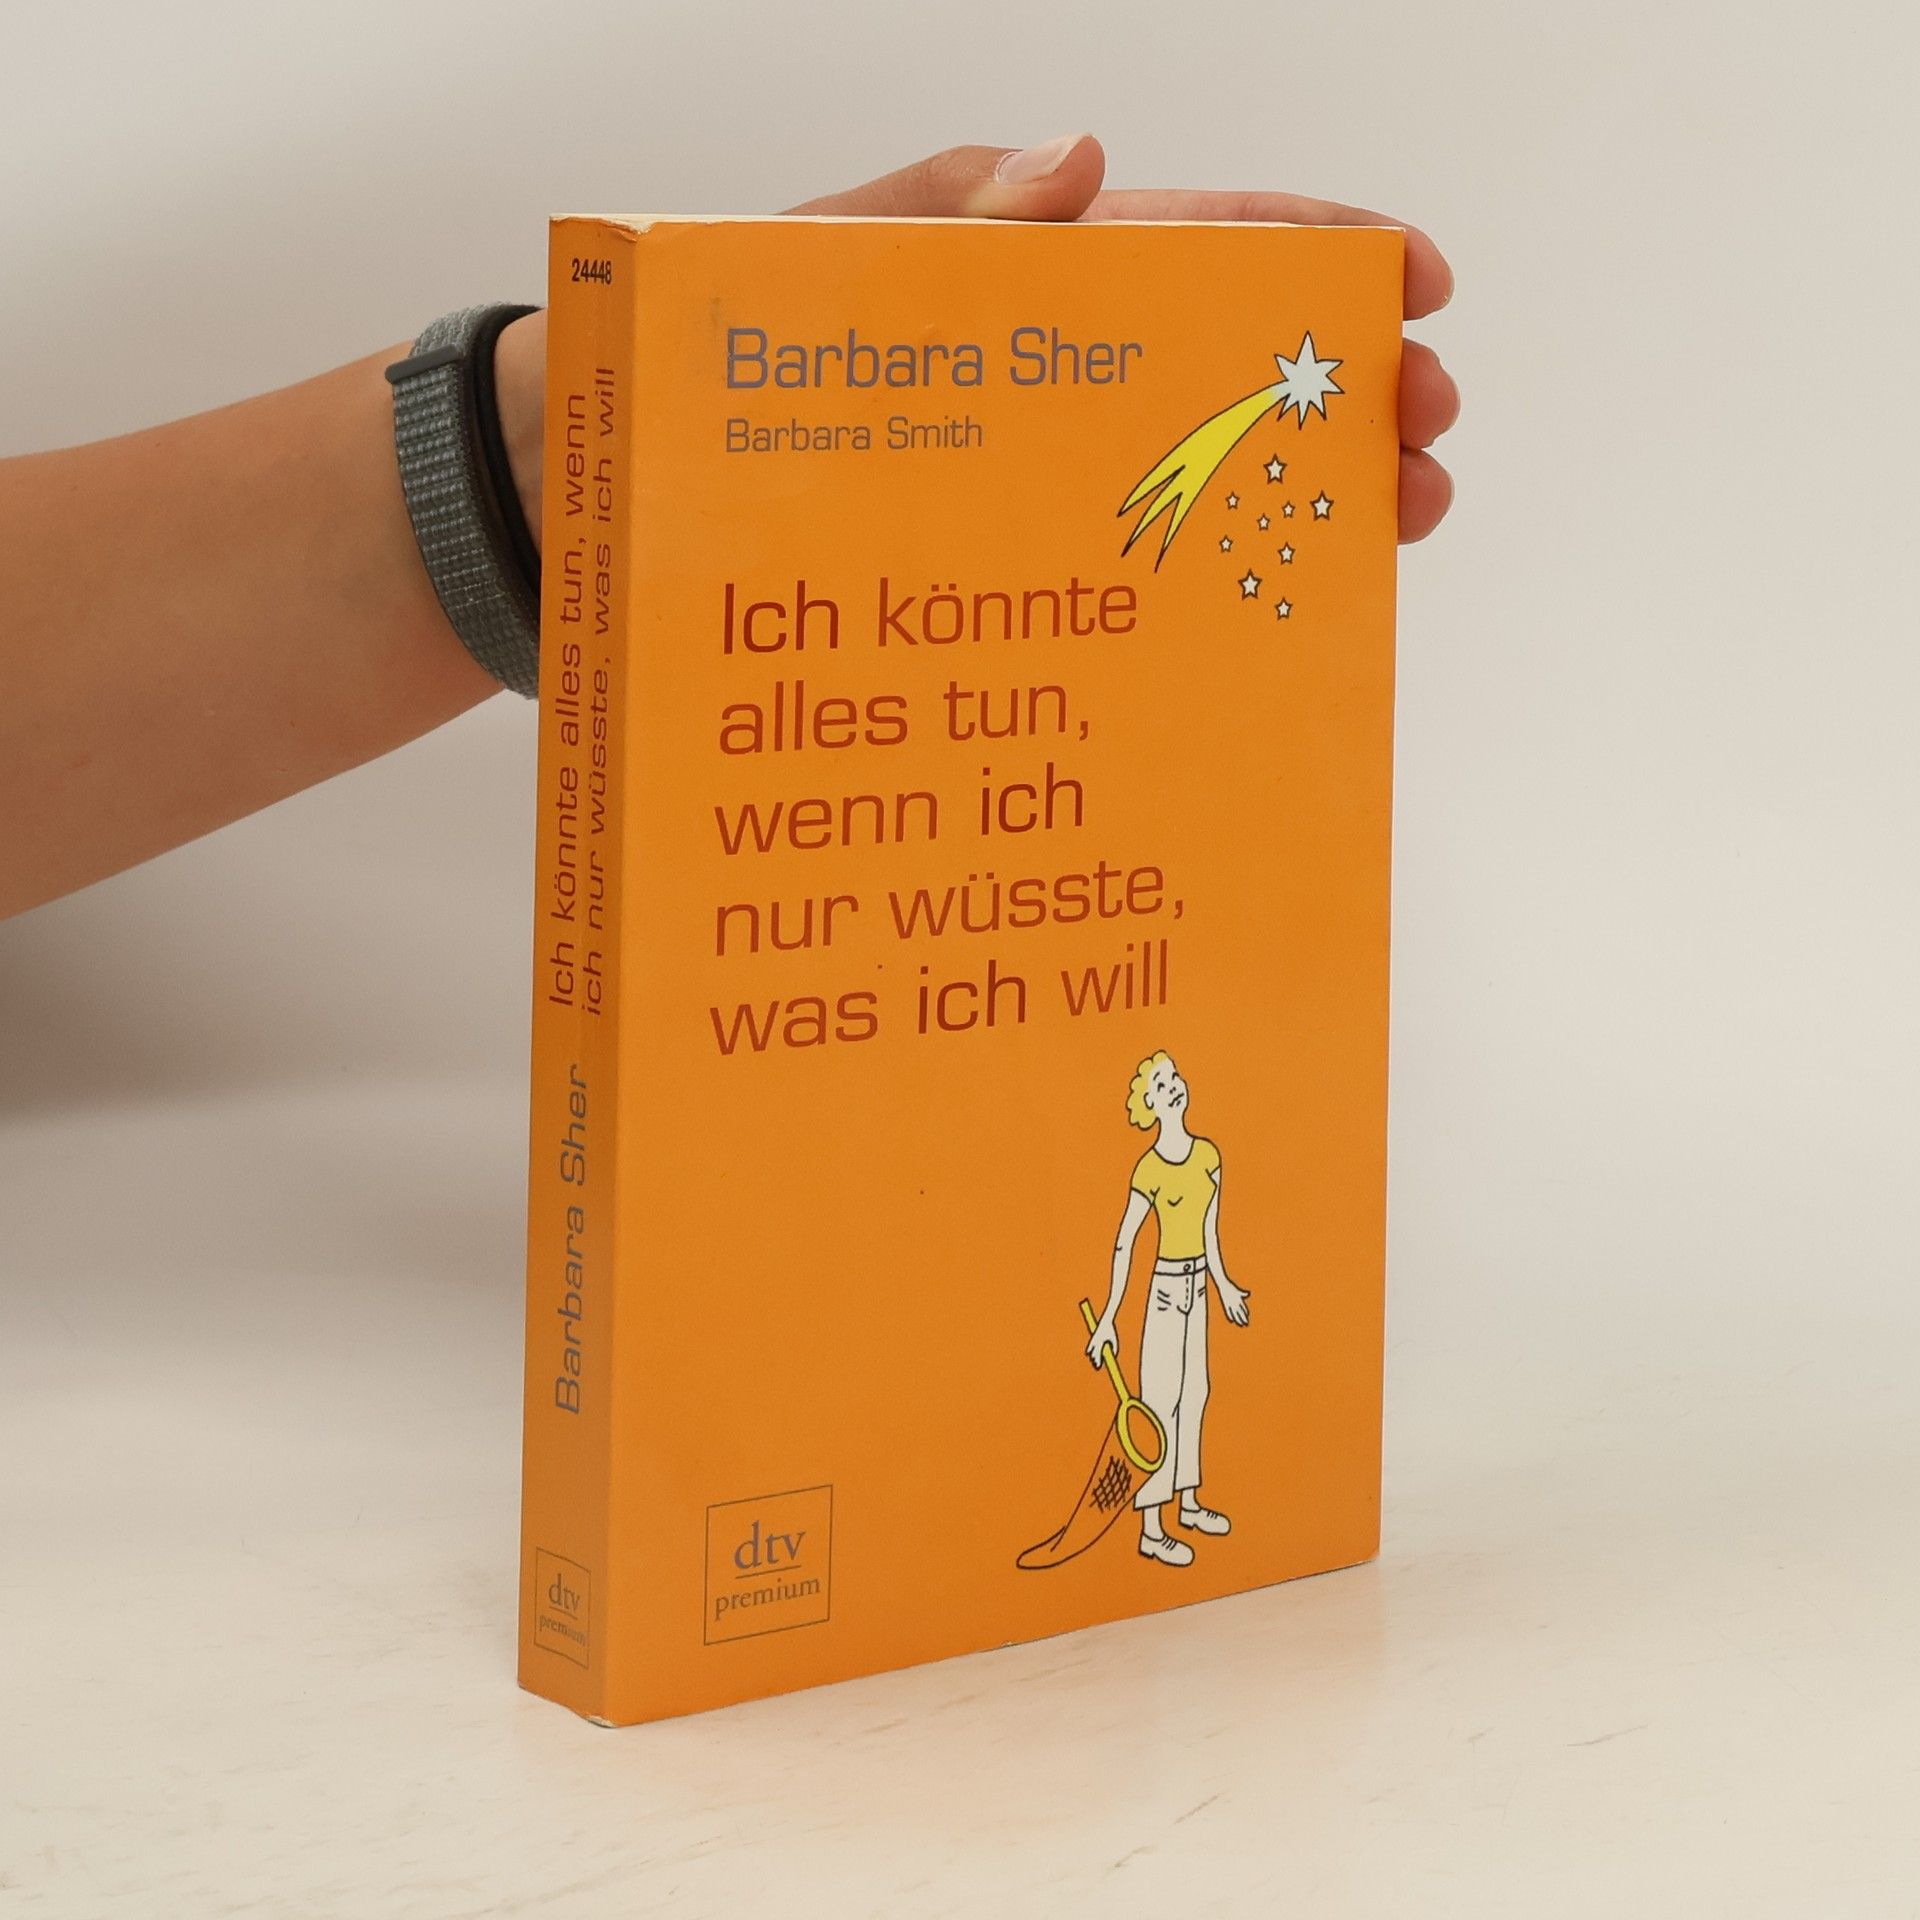 24448
Ich könnte alles tun, wenn
ich nur wüsste, was ich will
Barbara Sher
dtv
premium
Barbara Sher
Barbara Smith
Ich könnte
alles tun,
wenn ich
nur wüsste,
was ich will
dtv
premium